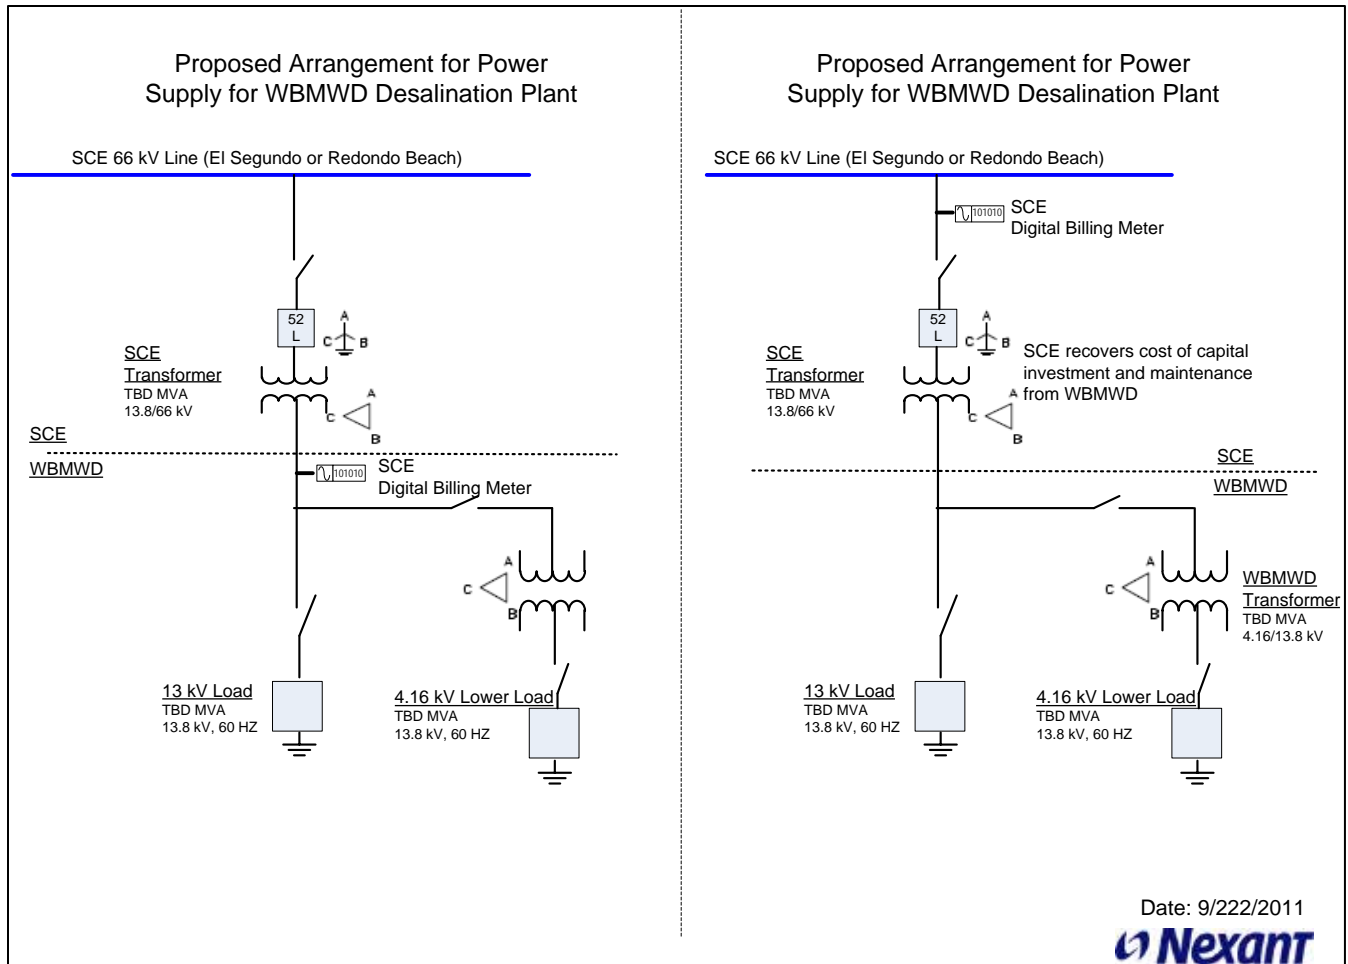 Proposed Arrangement for Power
Supply for WBMWD Desalination Plant
SCE 66 kV Line (El Segundo or Redondo Beach)
52
L
A
C
B
SCE
Transformer
TBD MVA
13.8/66 kV
A
C
B
SCE
WBMWD
101010
SCE
Digital Billing Meter
A
C
B
13 kV Load
TBD MVA
13.8 kV, 60 HZ
4.16 kV Lower Load
TBD MVA
13.8 kV, 60 HZ
Proposed Arrangement for Power
Supply for WBMWD Desalination Plant
SCE 66 kV Line (El Segundo or Redondo Beach)
101010
SCE
Digital Billing Meter
52
L
A
C
B
SCE recovers cost of capital
investment and maintenance
from WBMWD
SCE
Transformer
TBD MVA
13.8/66 kV
A
C
B
SCE
WBMWD
A
C
B
WBMWD
Transformer
TBD MVA
4.16/13.8 kV
13 kV Load
TBD MVA
13.8 kV, 60 HZ
4.16 kV Lower Load
TBD MVA
13.8 kV, 60 HZ
Date: 9/222/2011
Nexant